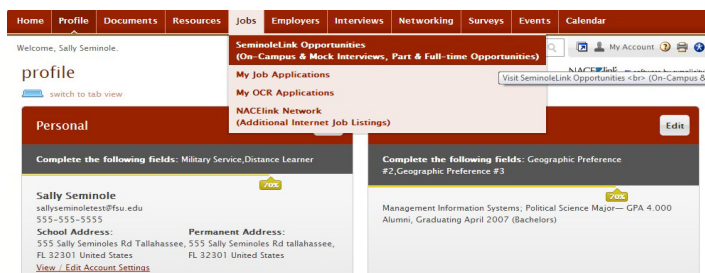 Home Profile Documents Resources Jobs Employers Interviews Networking Surveys Events Calendar
Welcome, Sally Seminole.
My Account
SeminoleLink Opportunities
(On-Campus & Mock Interviews, Part & Full-time Opportunities)
My Job Applications
My OCR Applications
NACElink Network
(Additional Internet Job Listings)
Visit SeminoleLink Opportunities <br> (On-Campus &
profile
switch to tab view
Personal
Complete the following fields: Military Service,Distance Learner
70%
Sally Seminole
sallyseminoletest@fsu.edu
555-555-5555
School Address:
555 Sally Seminoles Rd Tallahassee,
FL 32301 United States
Permanent Address:
555 Sally Seminoles Rd tallahassee,
FL 32301 United States
View / Edit Account Settings
Edit
Complete the following fields: Geographic Preference
#2,Geographic Preference #3
70%
Management Information Systems; Political Science Major— GPA 4.000
Alumni, Graduating April 2007 (Bachelors)